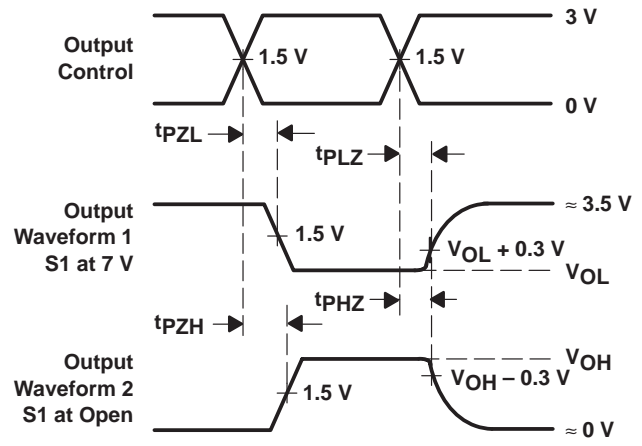 3 V
Output
Control
1.5 V
1.5 V
0 V
tPZL
tPLZ
Output
Waveform 1
S1 at 7 V
≈ 3.5 V
1.5 V
VOL + 0.3 V
VOL
tPHZ
tPZH
Output
Waveform 2
S1 at Open
VOH
VOH – 0.3 V
1.5 V
≈ 0 V